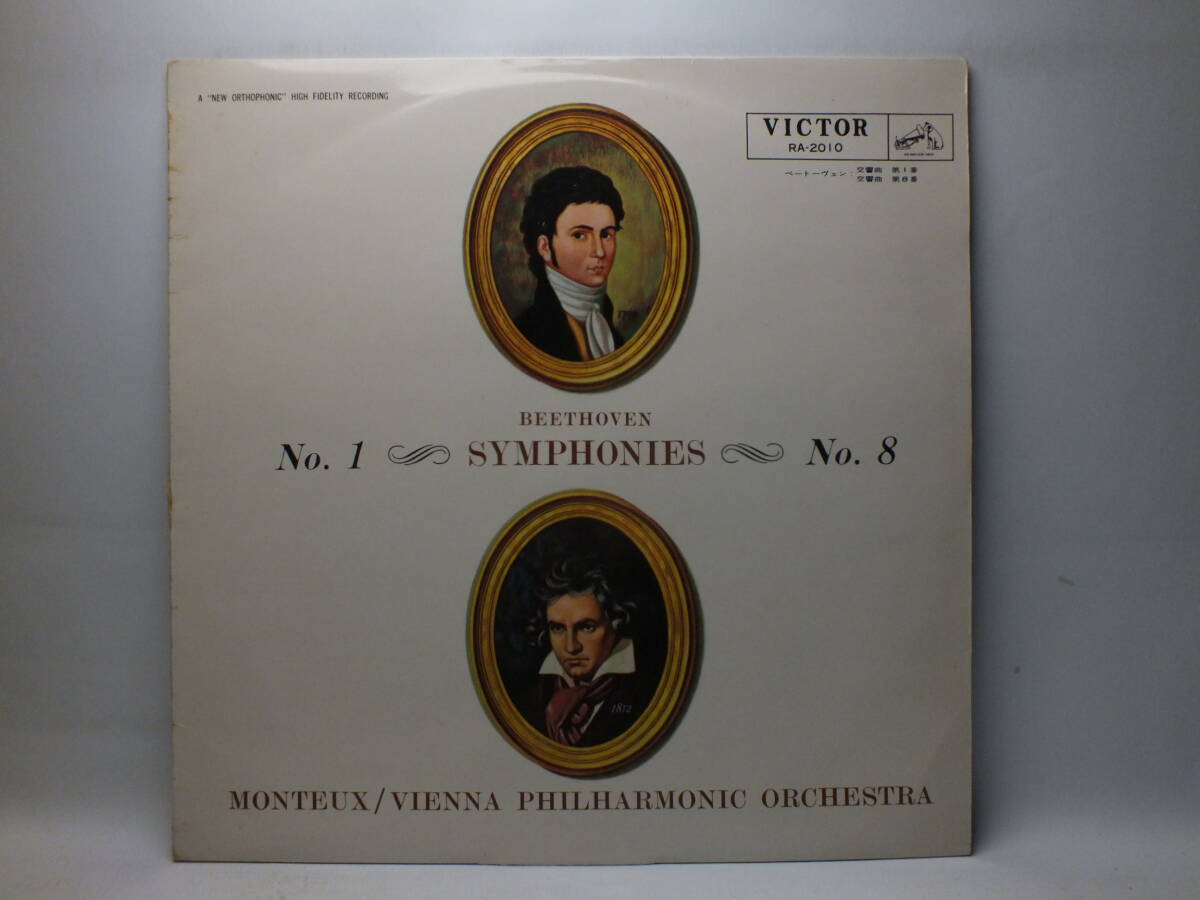 A "NEW ORTHOPHONIC" HIGH FIDELITY RECORDING
VICTOR
RA-2010
ベートーヴェン：交響曲 第1番
交響曲 第8番
BEETHOVEN
No. 1 SYMPHONIES No. 8
1812
MONTEUX/VIENNA PHILHARMONIC ORCHESTRA